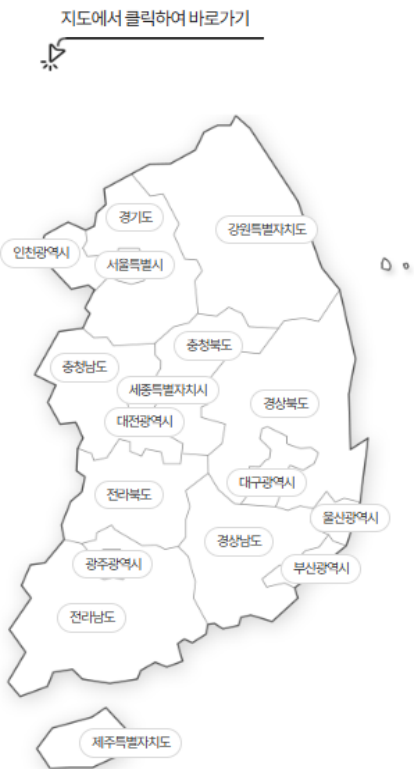 지도에서 클릭하여 바로가기
경기도
강원특별자치도
인천광역시
서울특별시
충청북도
충청남도
세종특별자치시
경상북도
대전광역시
대구광역시
전라북도
울산광역시
경상남도
광주광역시
부산광역시
전라남도
제주특별자치도